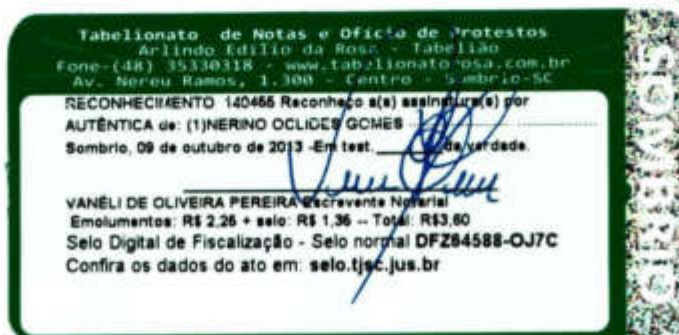 Tabelionato de Notas e Ofício de Protestos
Arlindo Edílio da Rosa - Tabelião
Fone-(48) 35330318 - www.tabelionatorosa.com.br
Av. Nereu Ramos, 1.300 - Centro - Sombrio-SC
RECONHECIMENTO 140466 Reconheço a(s) assinatura(s) por
AUTÊNTICA de: (1)NERINO OCLIDES GOMES
Sombrio, 09 de outubro de 2013 -Em test. ______ da verdade.
VANÉLI DE OLIVEIRA PEREIRA Escrevente Notarial
Emolumentos: R$ 2,25 + selo: R$ 1,35 -- Total: R$3,60
Selo Digital de Fiscalização - Selo normal DFZ64588-OJ7C
Confira os dados do ato em: selo.tjsc.jus.br